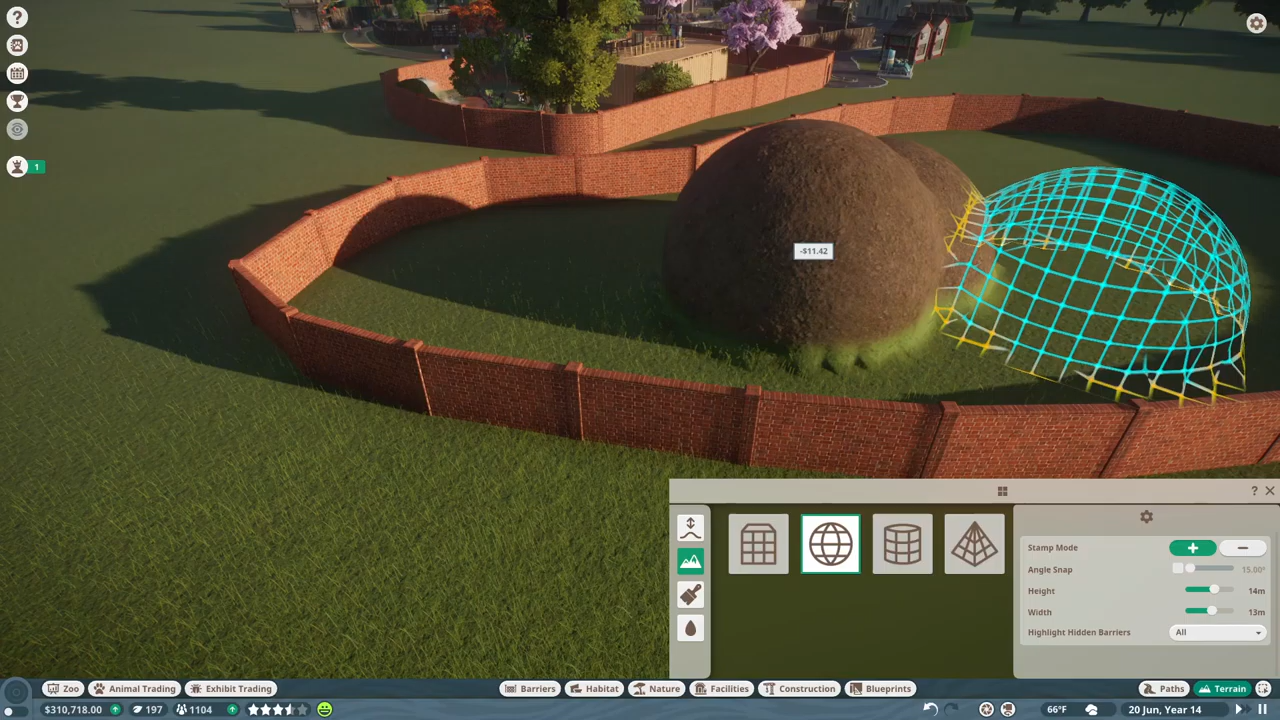 ?
1
-$11.42
? ×
Stamp Mode + −
Angle Snap 15.00°
Height 14m
Width 13m
Highlight Hidden Barriers All
Zoo Animal Trading Exhibit Trading Barriers Habitat Nature Facilities Construction Blueprints Paths Terrain
$310,718.00 197 1104 66°F 20 Jun, Year 14